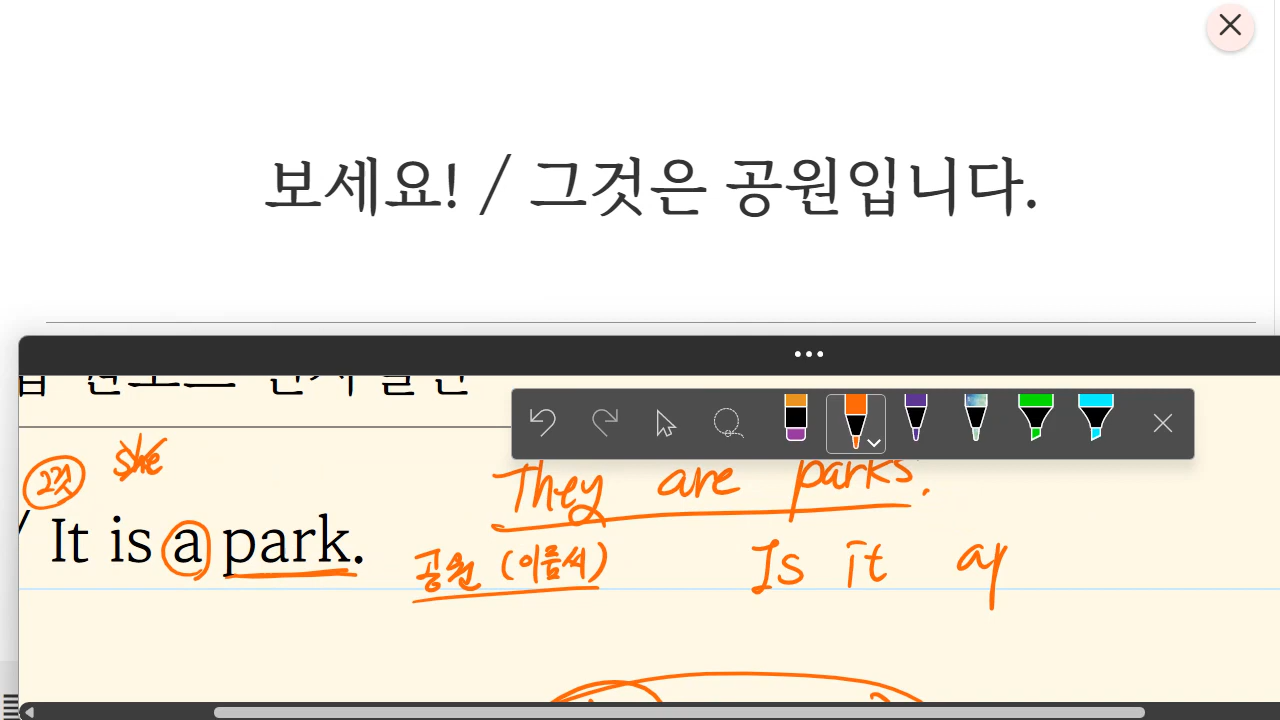 보세요! / 그것은 공원입니다.
그것 she
They are parks.
/ It is a park.
공원 (이름씨)
Is it a p